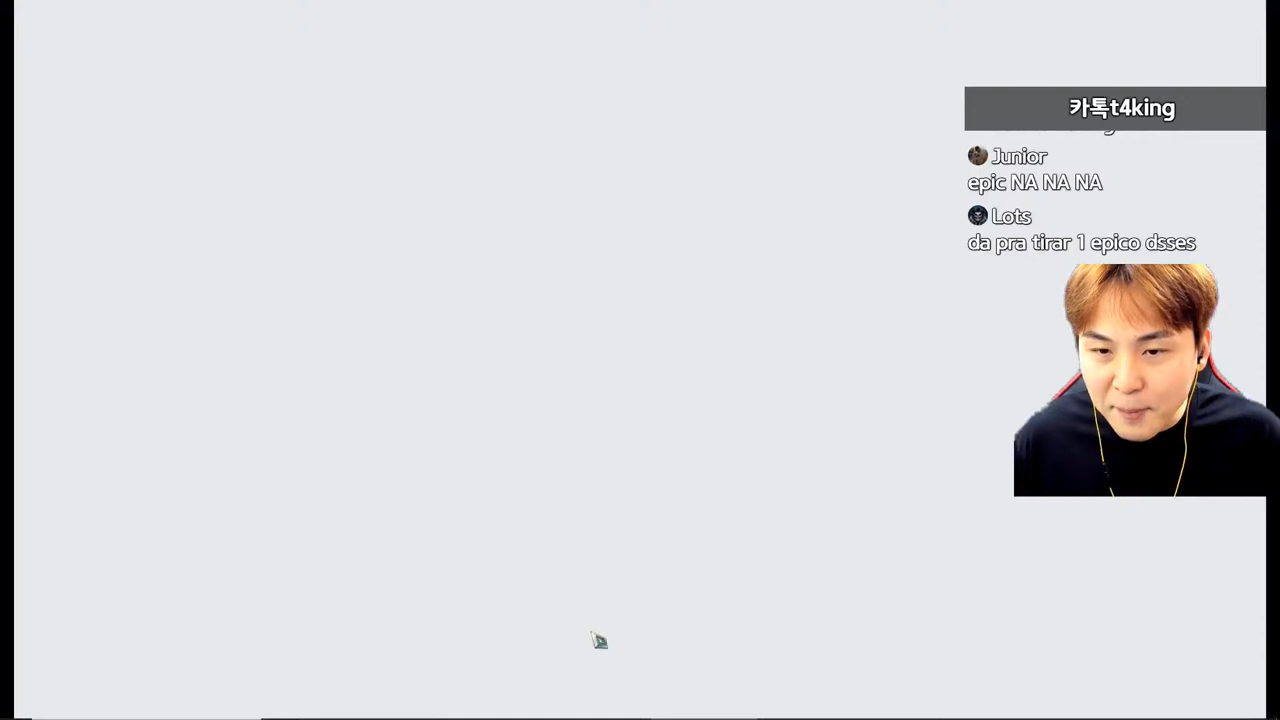 카톡t4king
Junior
epic NA NA NA
Lots
da pra tirar 1 epico dsses